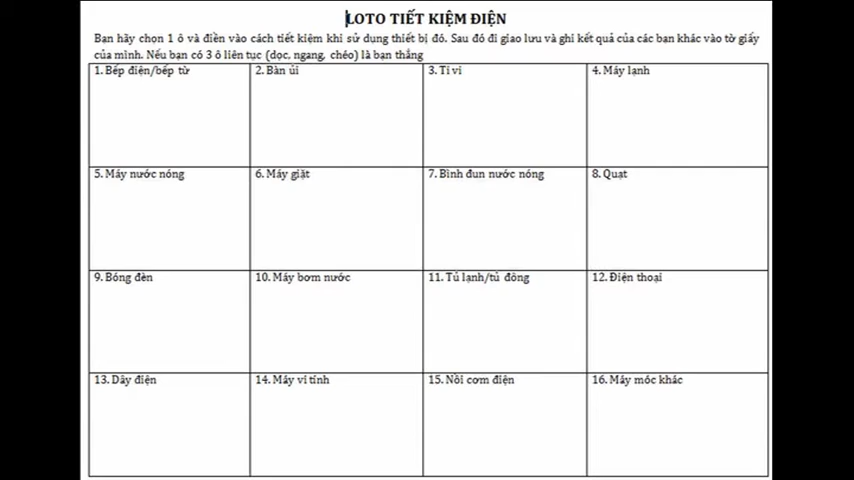 LOTO TIẾT KIỆM ĐIỆN
Bạn hãy chọn 1 ô và điền vào cách tiết kiệm khi sử dụng thiết bị đó. Sau đó đi giao lưu và ghi kết quả của các bạn khác vào tờ giấy
của mình. Nếu bạn có 3 ô liên tục (dọc, ngang, chéo) là bạn thắng
1. Bếp điện/bếp từ
2. Bàn ủi
3. Ti vi
4. Máy lạnh
5. Máy nước nóng
6. Máy giặt
7. Bình đun nước nóng
8. Quạt
9. Bóng đèn
10. Máy bơm nước
11. Tủ lạnh/tủ đông
12. Điện thoại
13. Dây điện
14. Máy vi tính
15. Nồi cơm điện
16. Máy móc khác